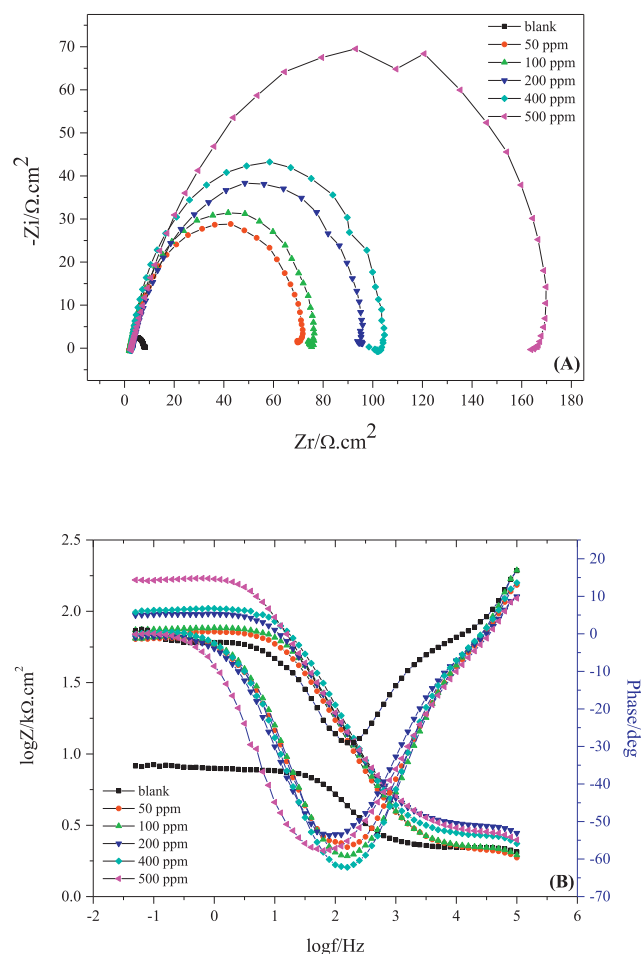 70
60
50
40
30
20
10
0
-Zi/Ω.cm2
blank
50 ppm
100 ppm
200 ppm
400 ppm
500 ppm
(A)
0 20 40 60 80 100 120 140 160 180
Zr/Ω.cm2
2.5
2.0
1.5
1.0
0.5
0.0
logZ/kΩ.cm2
20
10
0
-10
-20
-30
-40
-50
-60
-70
Phase/deg
blank
50 ppm
100 ppm
200 ppm
400 ppm
500 ppm
(B)
-2 -1 0 1 2 3 4 5 6
logf/Hz